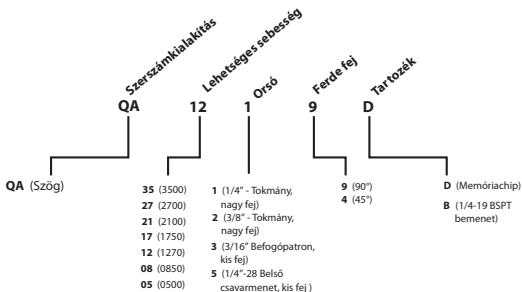 Szerszámkialakítás
Lehetséges sebesség
Orsó
Ferde fej
Tartozék
QA 12 1 9 D
QA (Szög)
35 (3500)
27 (2700)
21 (2100)
17 (1750)
12 (1270)
08 (0850)
05 (0500)
1 (1/4" - Tokmány,
nagy fej)
2 (3/8" - Tokmány,
nagy fej)
3 (3/16" Befogópatron,
kis fej)
5 (1/4"-28 Belső
csavarmenet, kis fej )
9 (90°)
4 (45°)
D (Memóriachip)
B (1/4-19 BSPT
bemenet)